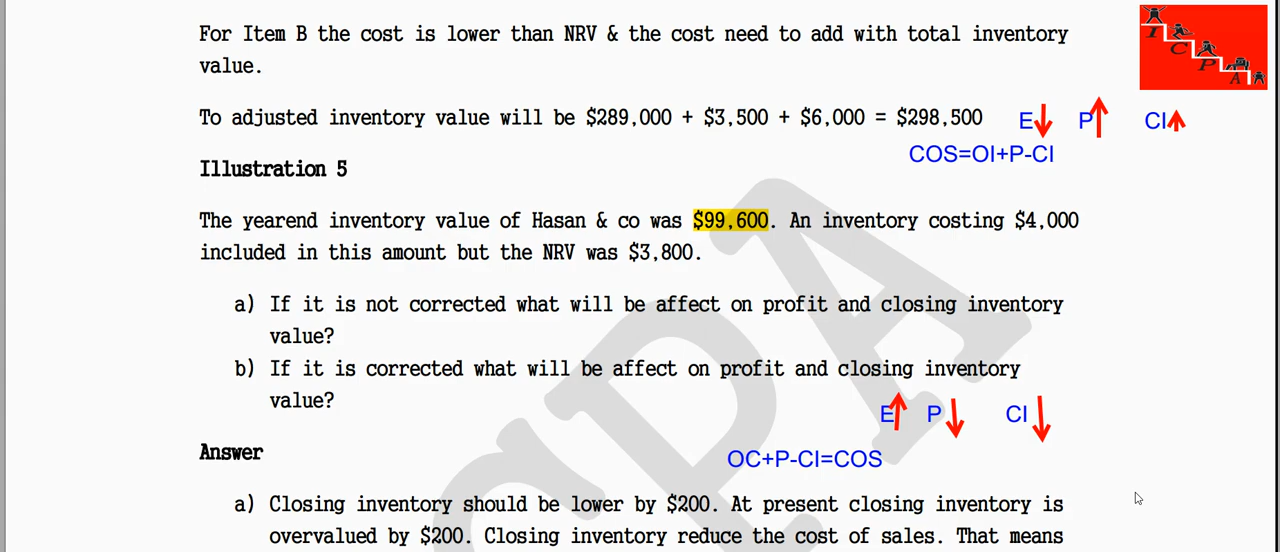 For Item B the cost is lower than NRV & the cost need to add with total inventory
value.
I C P A
To adjusted inventory value will be $289,000 + $3,500 + $6,000 = $298,500 E P CI
COS=OI+P-CI
Illustration 5
The yearend inventory value of Hasan & co was $99,600. An inventory costing $4,000
included in this amount but the NRV was $3,800.
a) If it is not corrected what will be affect on profit and closing inventory
value?
b) If it is corrected what will be affect on profit and closing inventory
value?
E P CI
Answer
OC+P-CI=COS
a) Closing inventory should be lower by $200. At present closing inventory is
overvalued by $200. Closing inventory reduce the cost of sales. That means
CPA